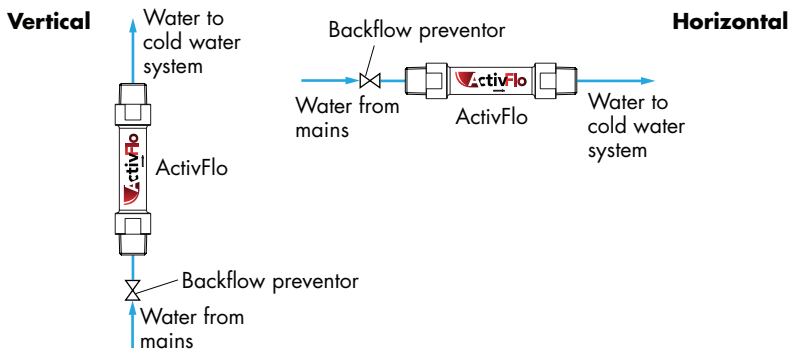 Vertical
Water to
cold water
system
ActivFlo
ActivFlo
Backflow preventor
Water from
mains
Horizontal
Backflow preventor
ActivFlo
Water from
mains
ActivFlo
Water to
cold water
system